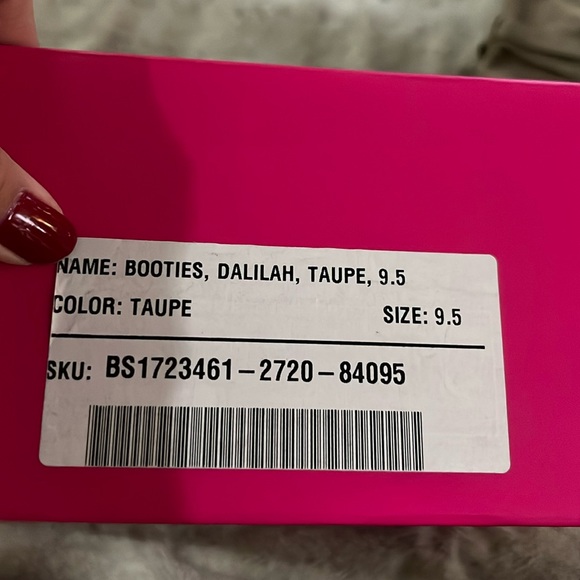 NAME: BOOTIES, DALILAH, TAUPE, 9.5
COLOR: TAUPE SIZE: 9.5
SKU: BS1723461-2720-84095